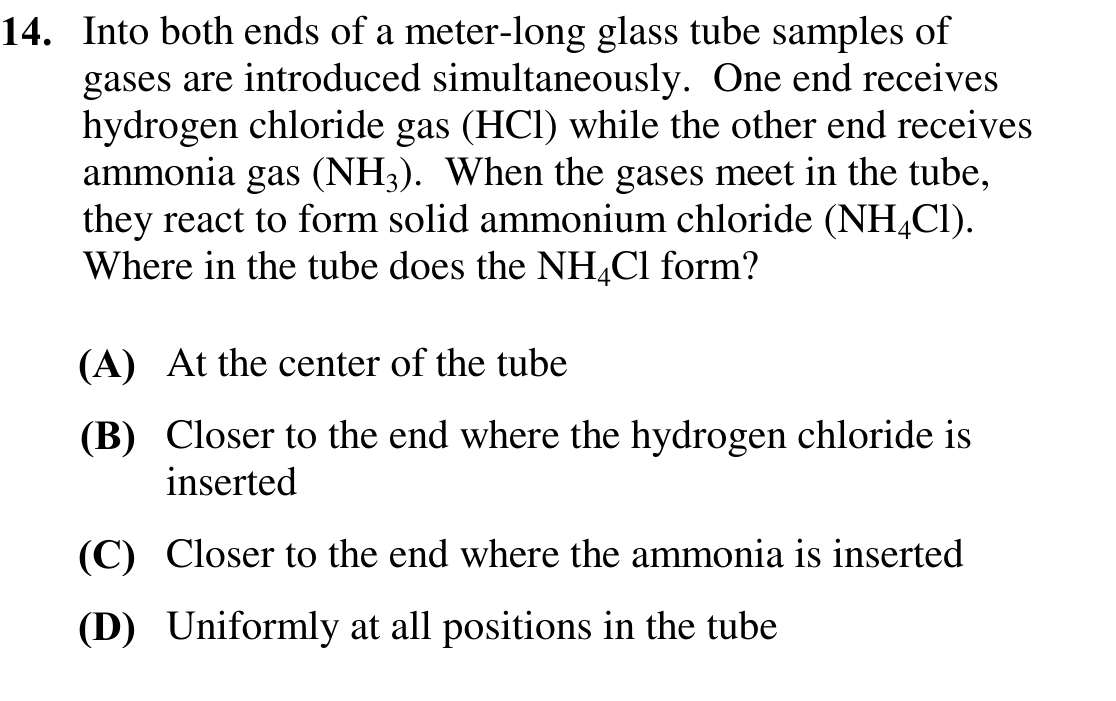 14. Into both ends of a meter-long glass tube samples of
gases are introduced simultaneously. One end receives
hydrogen chloride gas (HCl) while the other end receives
ammonia gas (NH₃). When the gases meet in the tube,
they react to form solid ammonium chloride (NH₄Cl).
Where in the tube does the NH₄Cl form?
(A) At the center of the tube
(B) Closer to the end where the hydrogen chloride is
inserted
(C) Closer to the end where the ammonia is inserted
(D) Uniformly at all positions in the tube